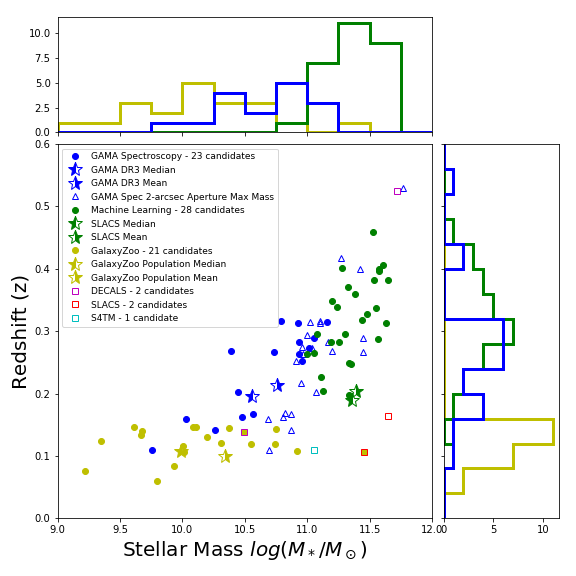 10.0
7.5
5.0
2.5
0.0
0.6
0.5
0.4
0.3
0.2
0.1
0.0
Redshift (z)
GAMA Spectroscopy - 23 candidates
GAMA DR3 Median
GAMA DR3 Mean
GAMA Spec 2-arcsec Aperture Max Mass
Machine Learning - 28 candidates
SLACS Median
SLACS Mean
GalaxyZoo - 21 candidates
GalaxyZoo Population Median
GalaxyZoo Population Mean
DECALS - 2 candidates
SLACS - 2 candidates
S4TM - 1 candidate
9.0 9.5 10.0 10.5 11.0 11.5 12.0
0 5 10
Stellar Mass log(M∗/M⊙)